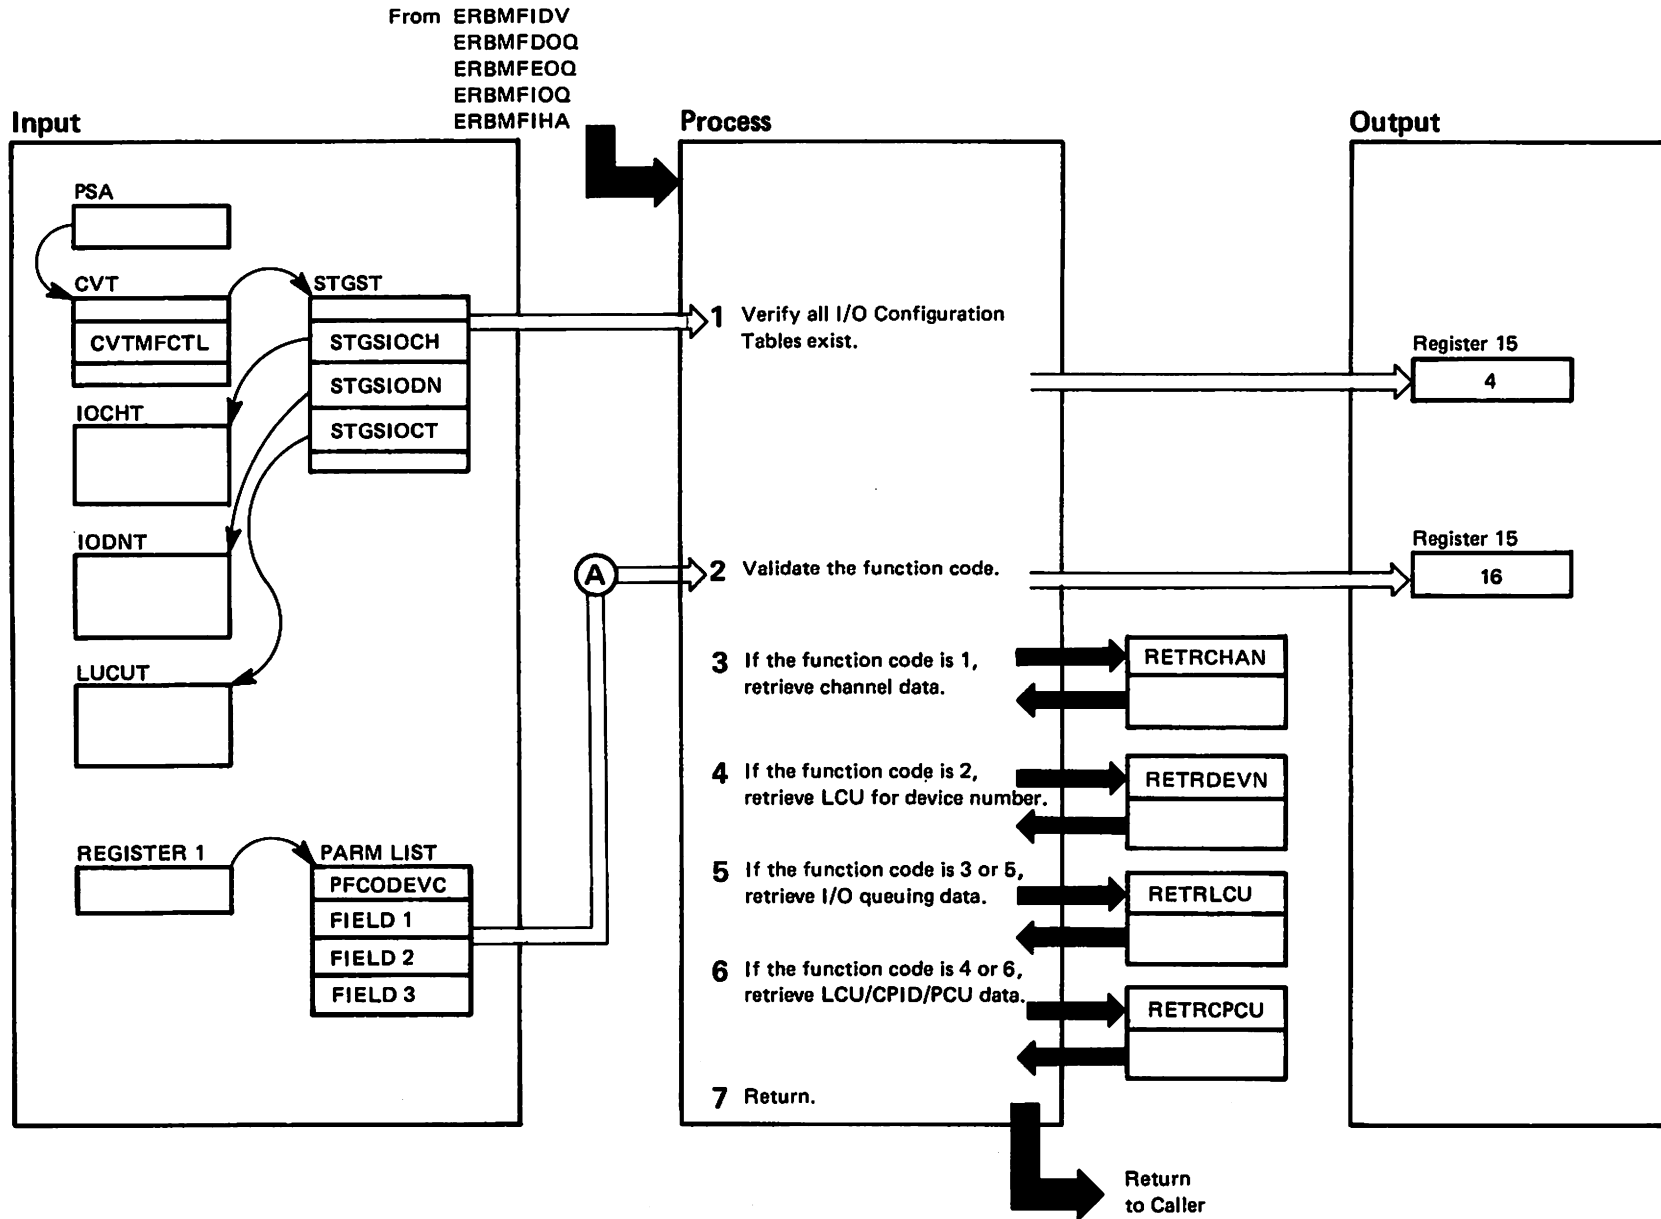 From ERBMFIDV
ERBMFDOQ
ERBMFEOQ
ERBMFIOQ
ERBMFIHA
Input
Process
Output
PSA
CVT
CVTMFCTL
STGST
STGSIOCH
STGSIODN
STGSIOCT
IOCHT
IODNT
LUCUT
REGISTER 1
PARM LIST
PFCODEVC
FIELD 1
FIELD 2
FIELD 3
A
1 Verify all I/O Configuration
Tables exist.
Register 15
4
2 Validate the function code.
Register 15
16
3 If the function code is 1,
retrieve channel data.
RETRCHAN
4 If the function code is 2,
retrieve LCU for device number.
RETRDEVN
5 If the function code is 3 or 5,
retrieve I/O queuing data.
RETRLCU
6 If the function code is 4 or 6,
retrieve LCU/CPID/PCU data.
RETRCPCU
7 Return.
Return
to Caller